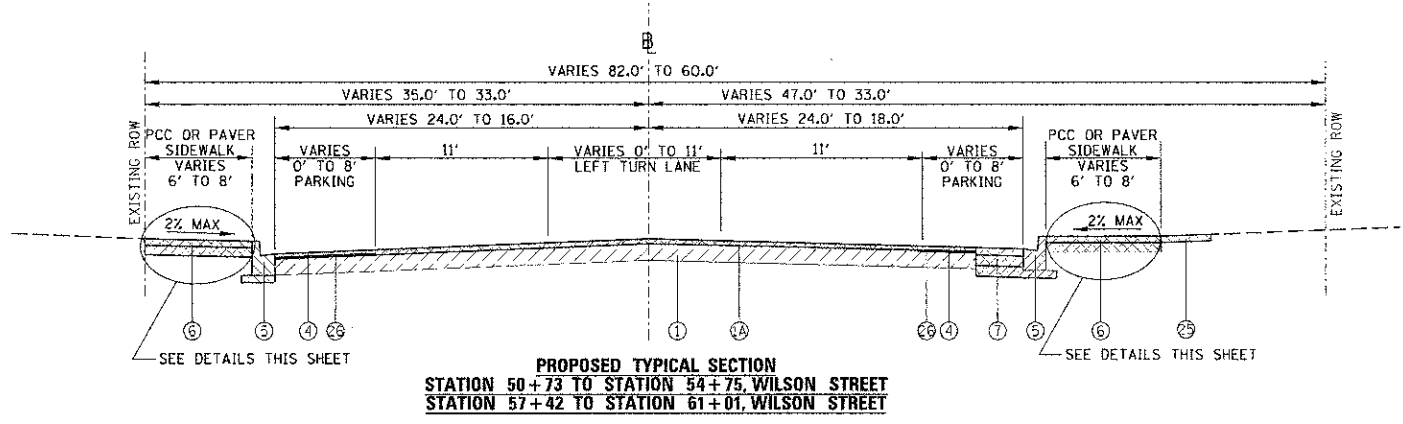 ℄
VARIES 82.0' TO 60.0'
VARIES 35.0' TO 33.0'
VARIES 47.0' TO 33.0'
VARIES 24.0' TO 16.0'
VARIES 24.0' TO 18.0'
EXISTING ROW
PCC OR PAVER
SIDEWALK
VARIES
6' TO 8'
VARIES
0' TO 8'
PARKING
11'
VARIES 0' TO 11'
LEFT TURN LANE
11'
VARIES
0' TO 8'
PARKING
PCC OR PAVER
SIDEWALK
VARIES
6' TO 8'
EXISTING ROW
2% MAX
2% MAX
6
5
4
26
1
1A
26
4
7
5
6
25
SEE DETAILS THIS SHEET
SEE DETAILS THIS SHEET
PROPOSED TYPICAL SECTION
STATION 50+73 TO STATION 54+75, WILSON STREET
STATION 57+42 TO STATION 61+01, WILSON STREET